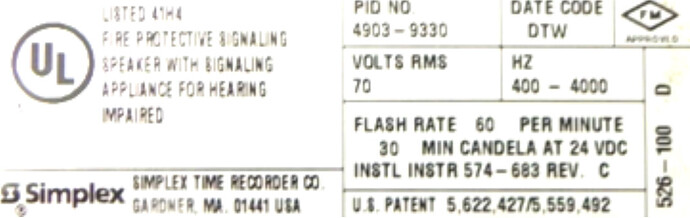 LISTED 41H4
FIRE PROTECTIVE SIGNALING
SPEAKER WITH SIGNALING
APPLIANCE FOR HEARING
IMPAIRED
UL
Simplex
SIMPLEX TIME RECORDER CO.
GARDNER, MA. 01441 USA
PID NO
4903-9330
DATE CODE
DTW
FM
APPROVED
VOLTS RMS
70
HZ
400 - 4000
FLASH RATE 60 PER MINUTE
30 MIN CANDELA AT 24 VDC
INSTL INSTR 574-683 REV. C
U.S. PATENT 5,622,427/5,559,492
526-100 D